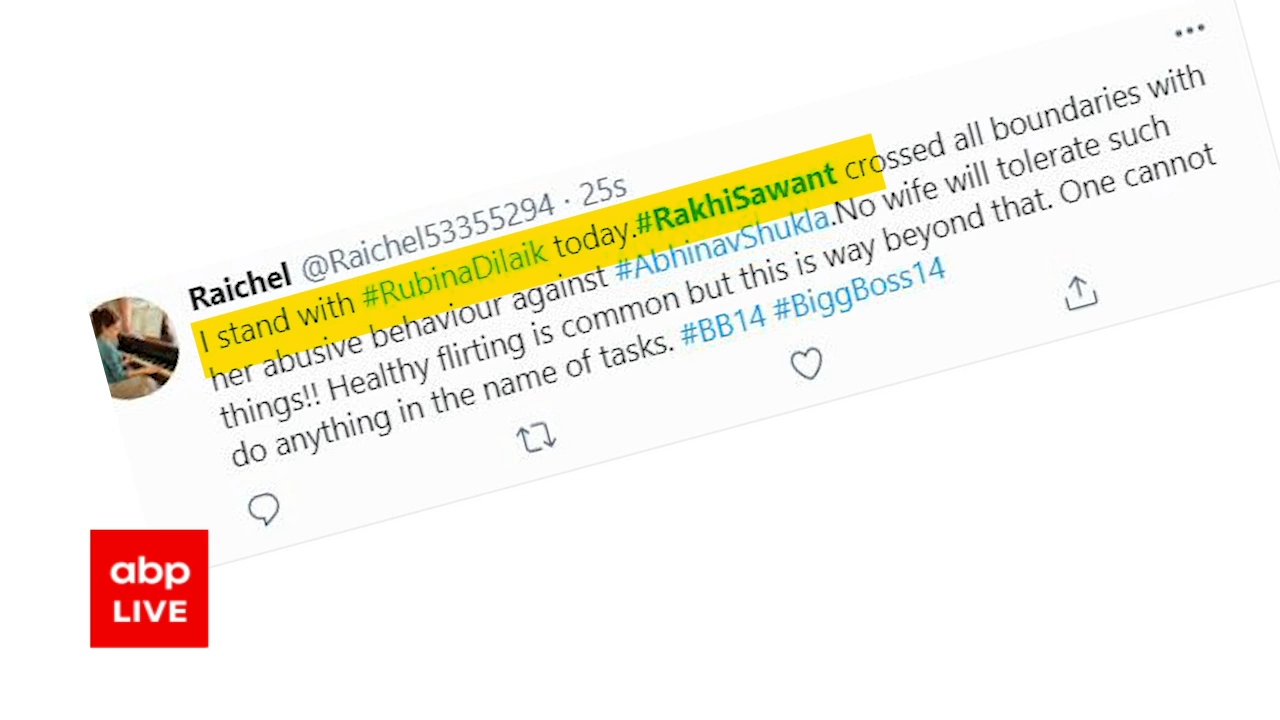 Raichel @Raichel53355294 · 25s
I stand with #RubinaDilaik today.#RakhiSawant crossed all boundaries with
her abusive behaviour against #AbhinavShukla.No wife will tolerate such
things!! Healthy flirting is common but this is way beyond that. One cannot
do anything in the name of tasks. #BB14 #BiggBoss14
abp
LIVE